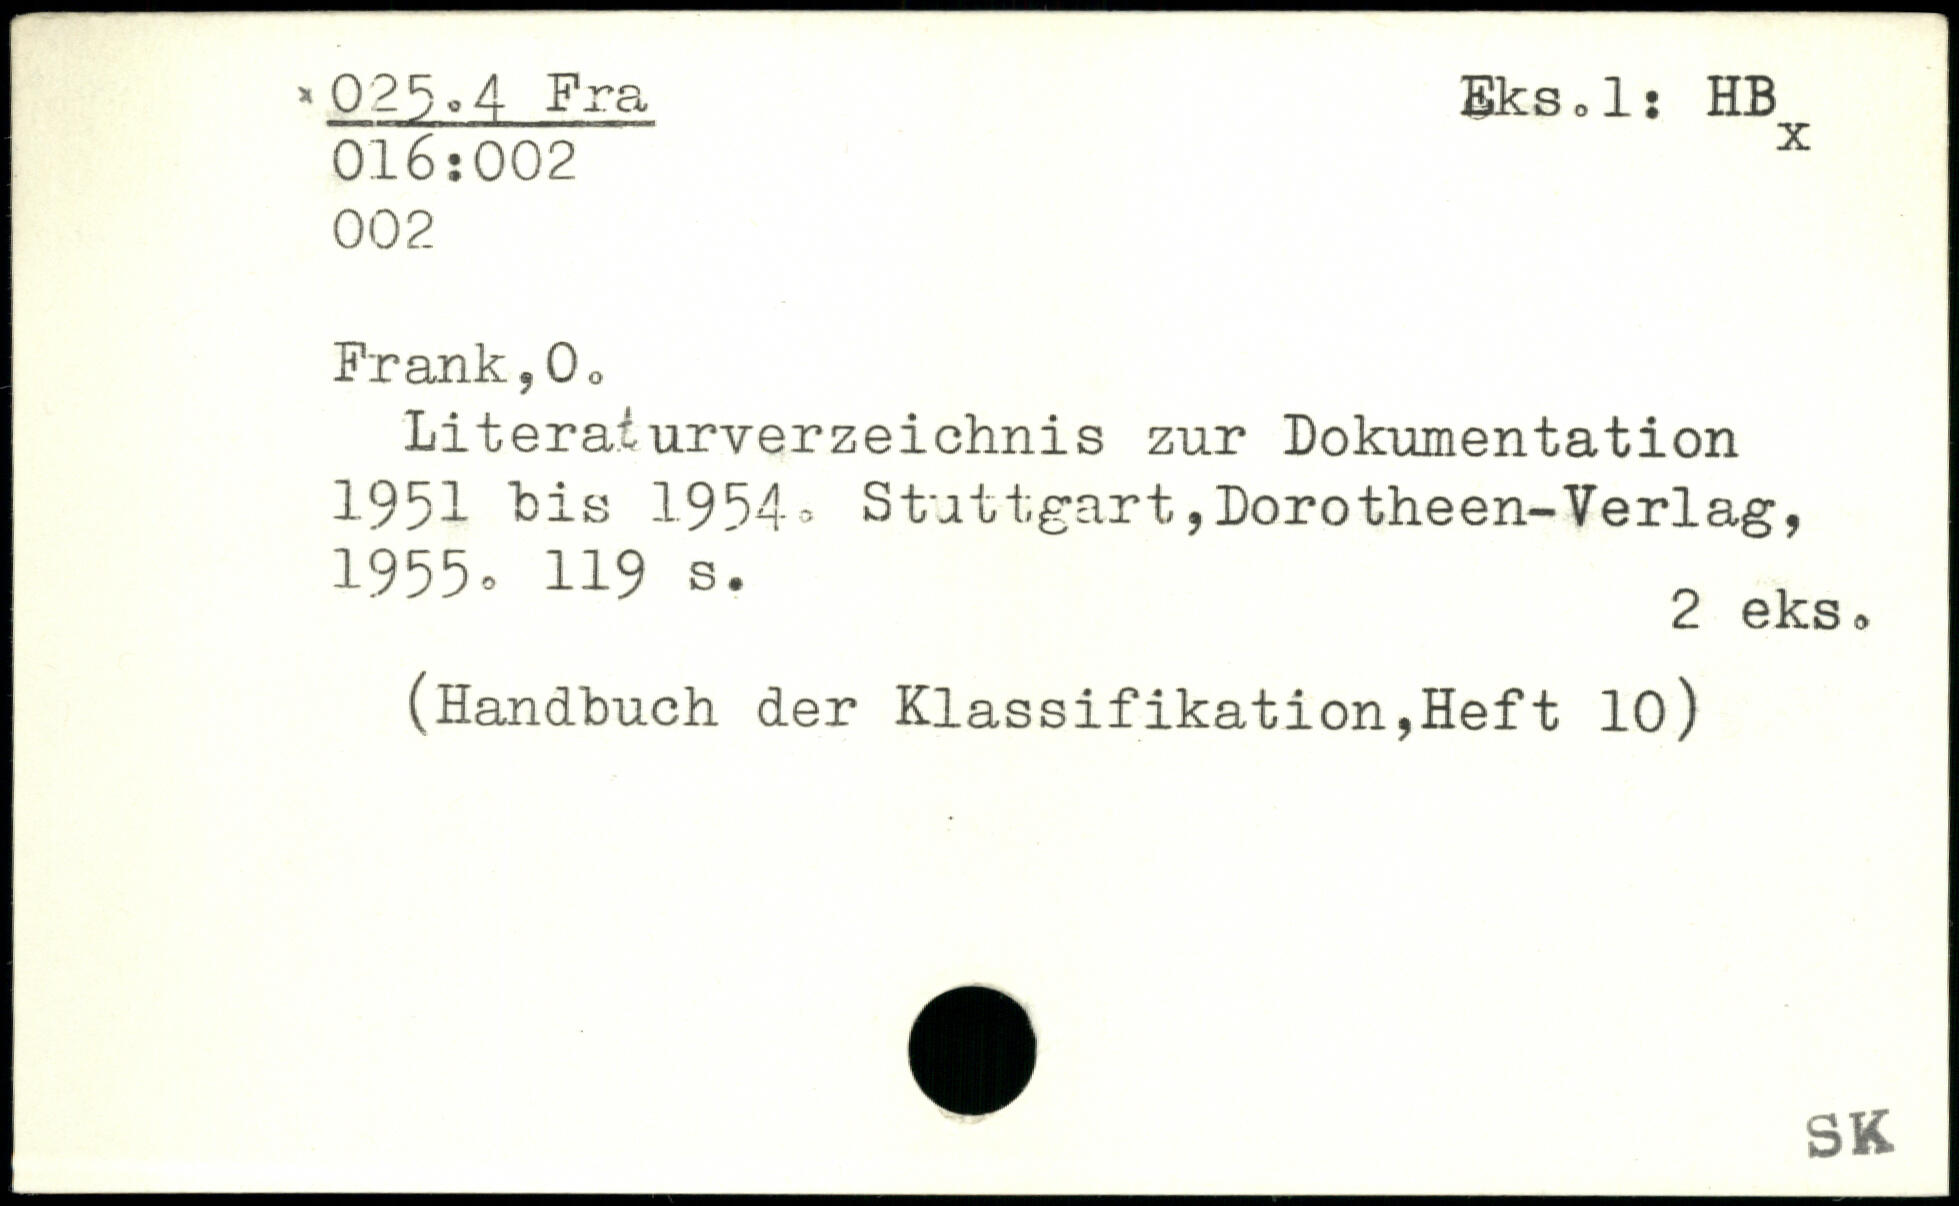 x 025.4 Fra Eks.1: HB
x
016:002
002
Frank,O.
Literaturverzeichnis zur Dokumentation
1951 bis 1954. Stuttgart,Dorotheen-Verlag,
1955. 119 s.
2 eks.
(Handbuch der Klassifikation,Heft 10)
SK